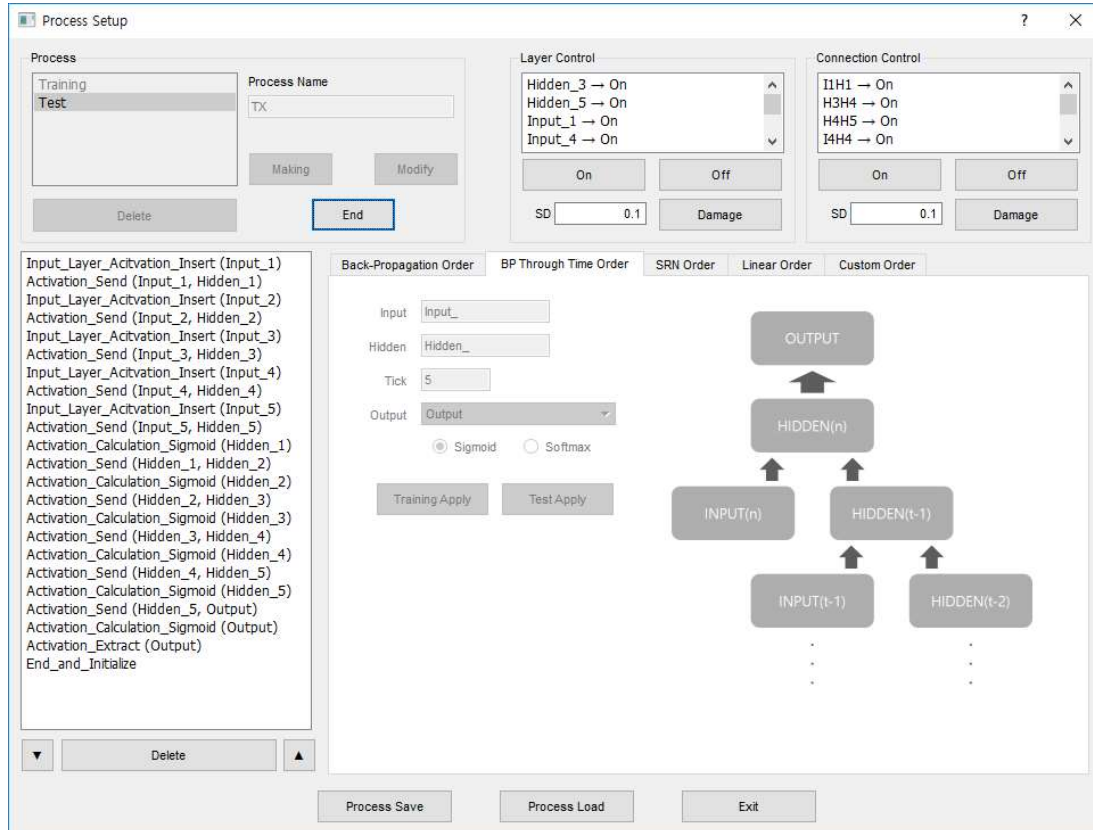 Process Setup
?
Process
Training
Test
Process Name
TX
Making
Modify
Delete
End
Layer Control
Hidden_3 → On
Hidden_5 → On
Input_1 → On
Input_4 → On
On
Off
SD
0.1
Damage
Connection Control
I1H1 → On
H3H4 → On
H4H5 → On
I4H4 → On
On
Off
SD
0.1
Damage
Input_Layer_Acitvation_Insert (Input_1)
Activation_Send (Input_1, Hidden_1)
Input_Layer_Acitvation_Insert (Input_2)
Activation_Send (Input_2, Hidden_2)
Input_Layer_Acitvation_Insert (Input_3)
Activation_Send (Input_3, Hidden_3)
Input_Layer_Acitvation_Insert (Input_4)
Activation_Send (Input_4, Hidden_4)
Input_Layer_Acitvation_Insert (Input_5)
Activation_Send (Input_5, Hidden_5)
Activation_Calculation_Sigmoid (Hidden_1)
Activation_Send (Hidden_1, Hidden_2)
Activation_Calculation_Sigmoid (Hidden_2)
Activation_Send (Hidden_2, Hidden_3)
Activation_Calculation_Sigmoid (Hidden_3)
Activation_Send (Hidden_3, Hidden_4)
Activation_Calculation_Sigmoid (Hidden_4)
Activation_Send (Hidden_4, Hidden_5)
Activation_Calculation_Sigmoid (Hidden_5)
Activation_Send (Hidden_5, Output)
Activation_Calculation_Sigmoid (Output)
Activation_Extract (Output)
End_and_Initialize
▼
Delete
▲
Back-Propagation Order
BP Through Time Order
SRN Order
Linear Order
Custom Order
Input
Input_
Hidden
Hidden_
Tick
5
Output
Output
Sigmoid
Softmax
Training Apply
Test Apply
OUTPUT
HIDDEN(n)
INPUT(n)
HIDDEN(t-1)
INPUT(t-1)
HIDDEN(t-2)
Process Save
Process Load
Exit